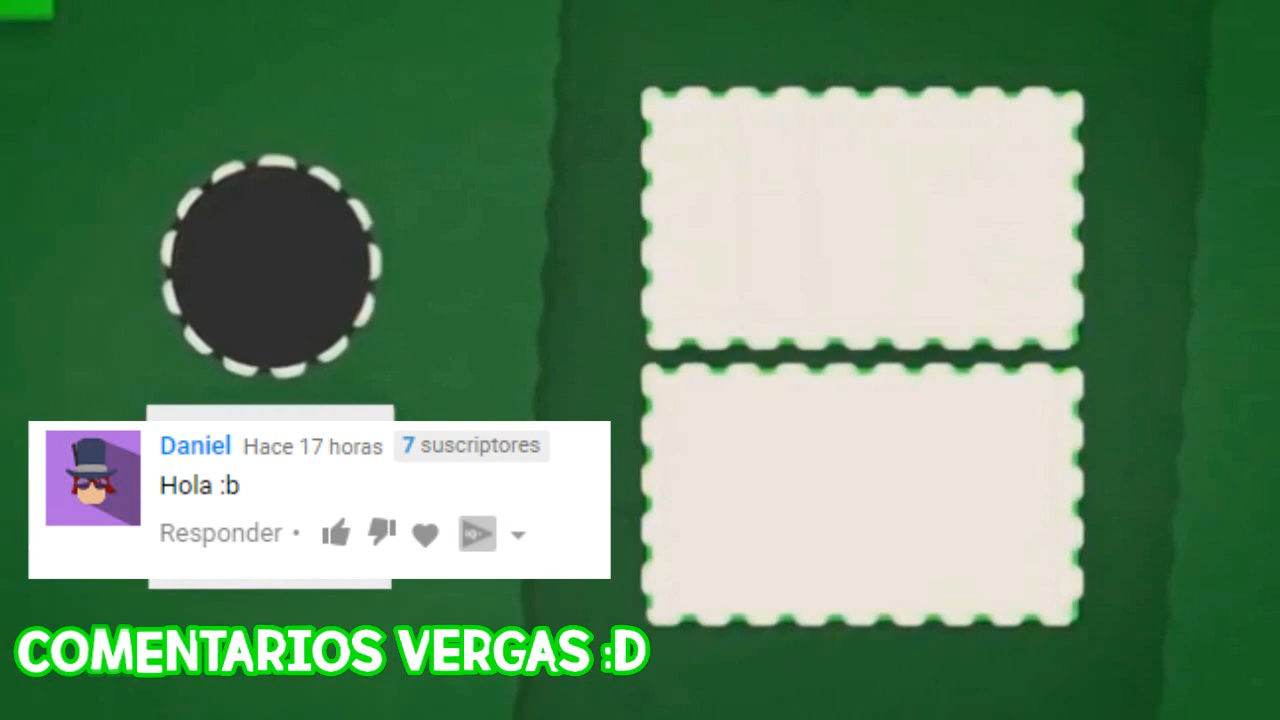 Daniel Hace 17 horas 7 suscriptores
Hola :b
Responder •
COMENTARIOS VERGAS :D